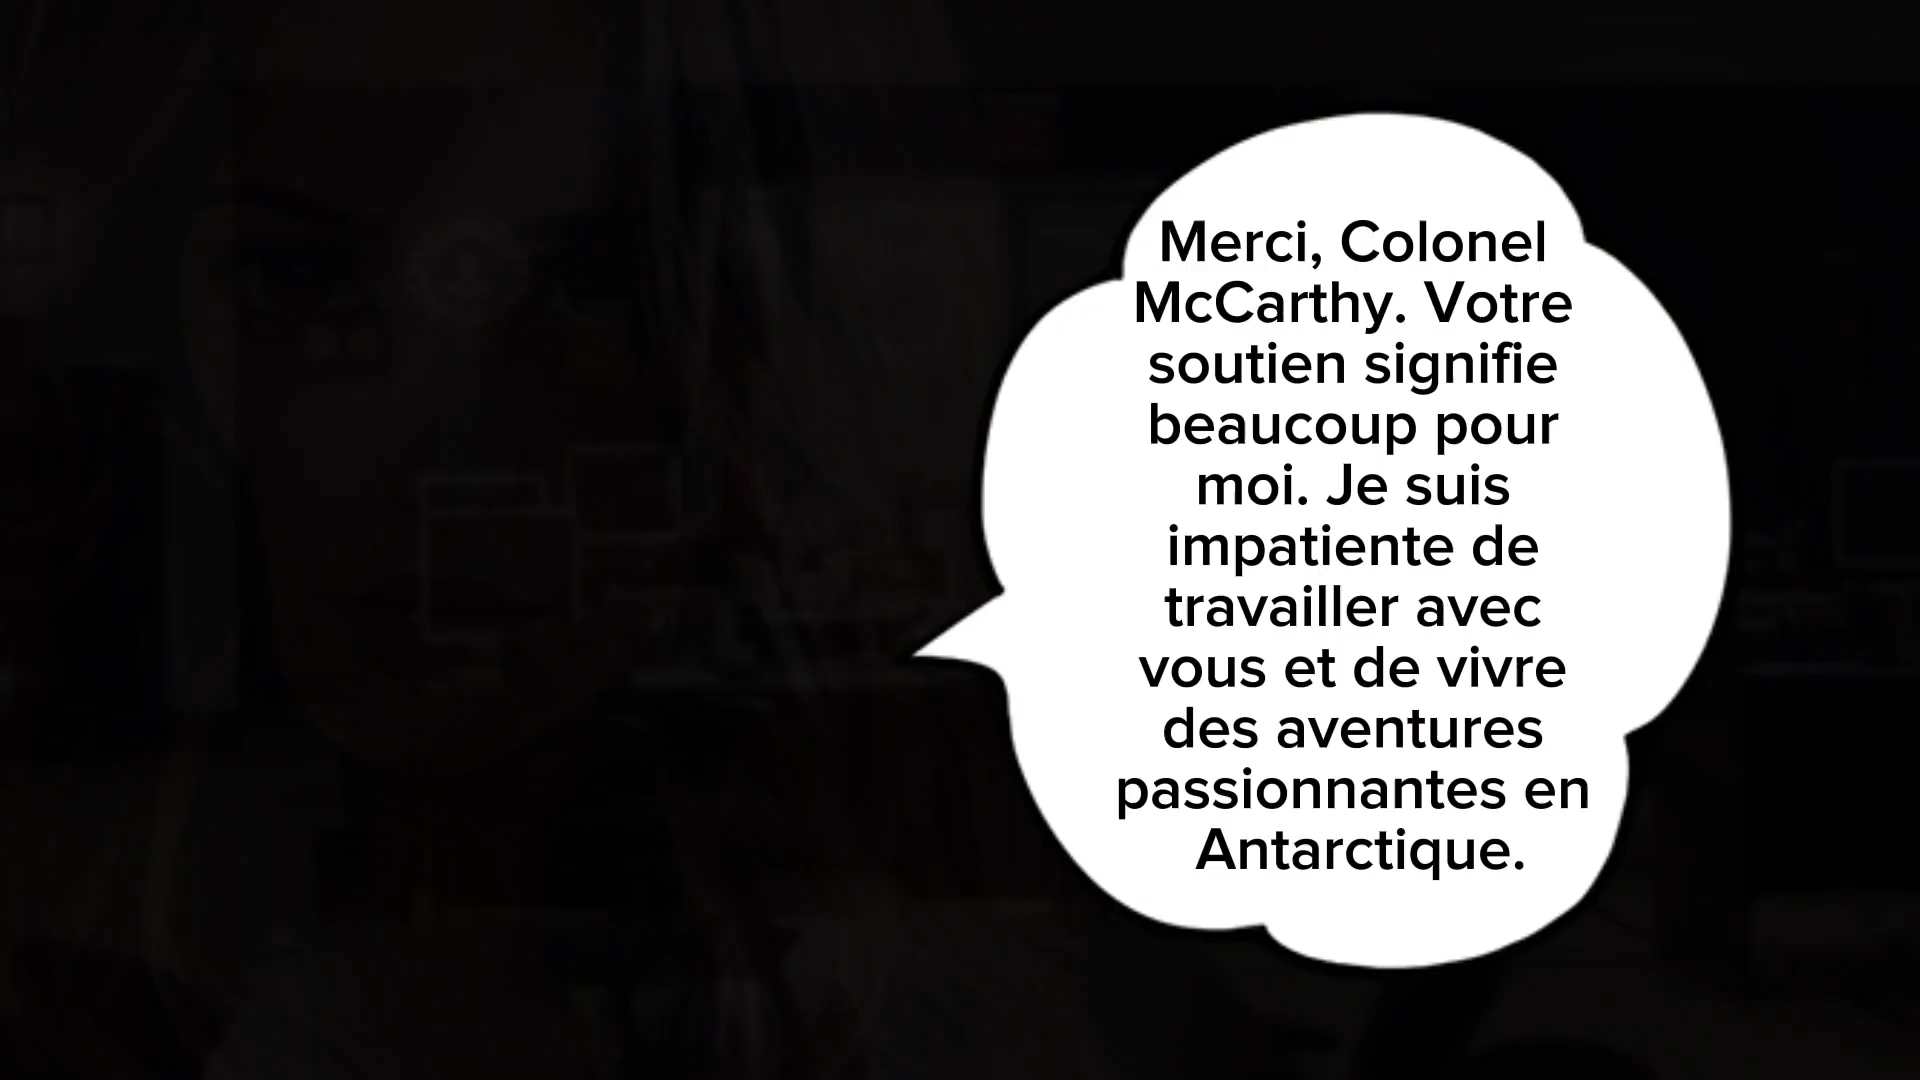 Merci, Colonel
McCarthy. Votre
soutien signifie
beaucoup pour
moi. Je suis
impatiente de
travailler avec
vous et de vivre
des aventures
passionnantes en
Antarctique.